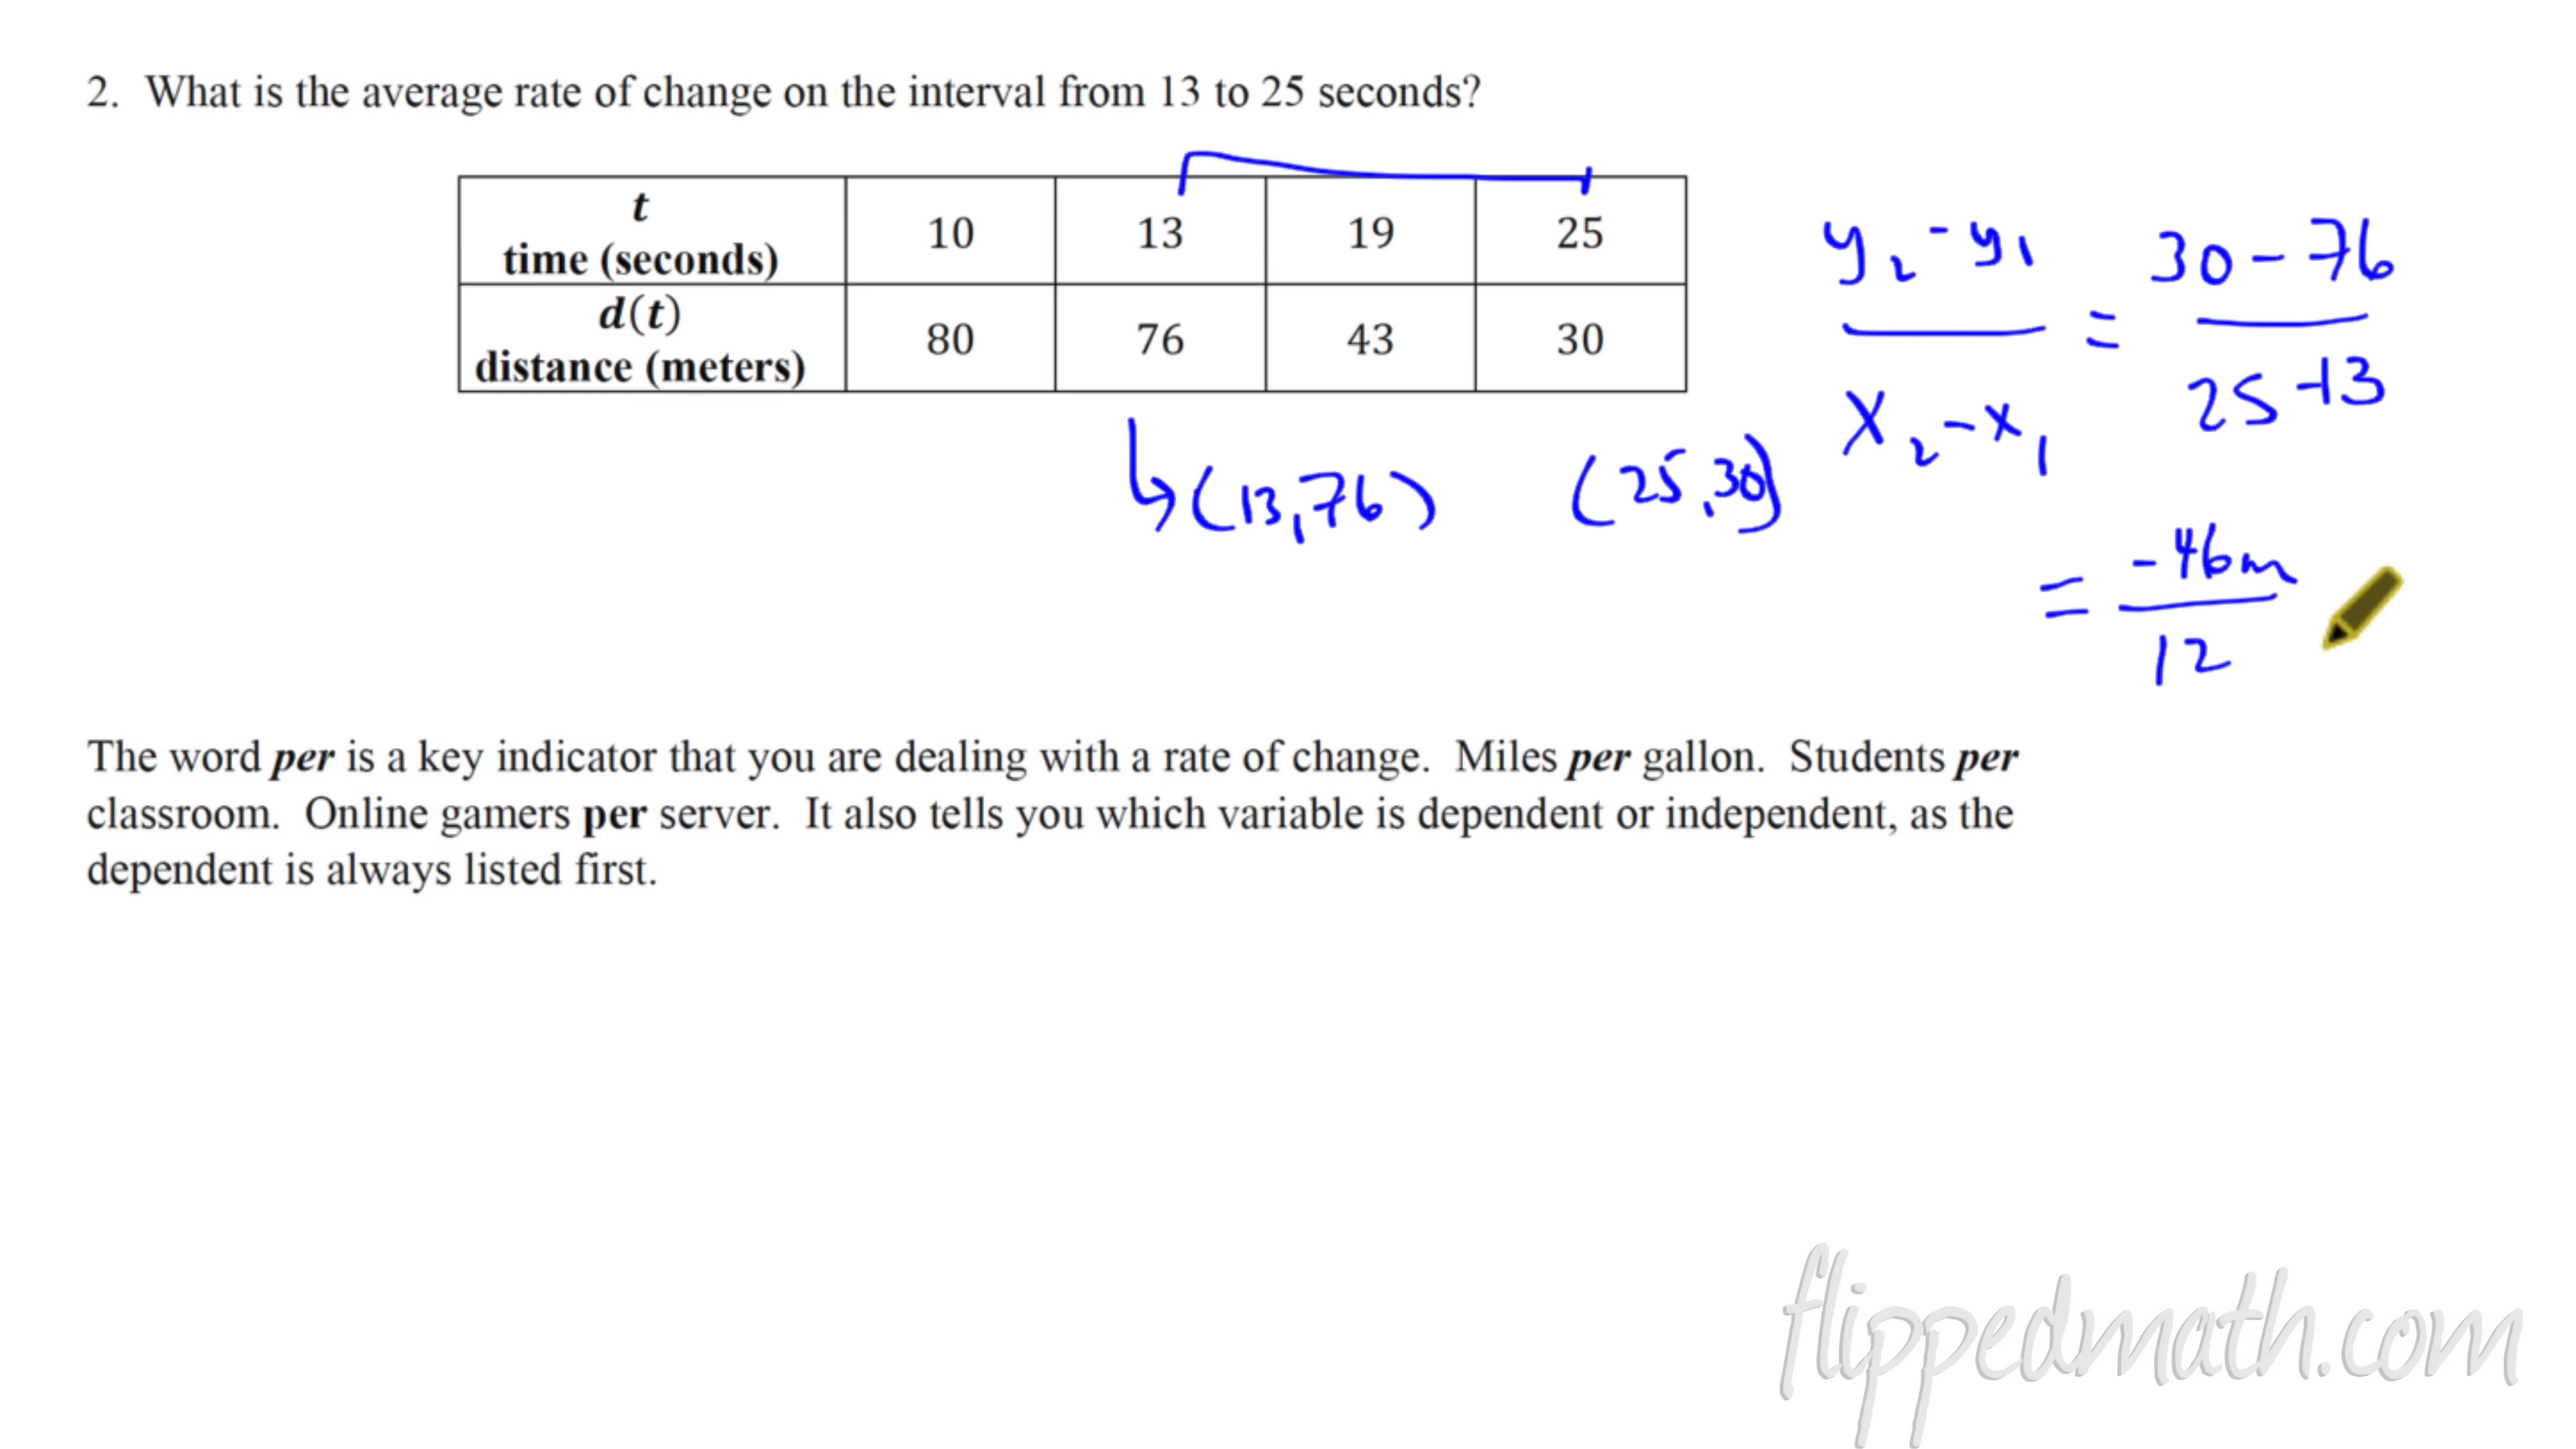 2. What is the average rate of change on the interval from 13 to 25 seconds?
t
time (seconds) 10 13 19 25
d(t)
distance (meters) 80 76 43 30
y₂-y₁ = 30-76
x₂-x₁ 25-13
(13,76) (25,30)
= -46m
12
The word per is a key indicator that you are dealing with a rate of change. Miles per gallon. Students per
classroom. Online gamers per server. It also tells you which variable is dependent or independent, as the
dependent is always listed first.
flippedmath.com